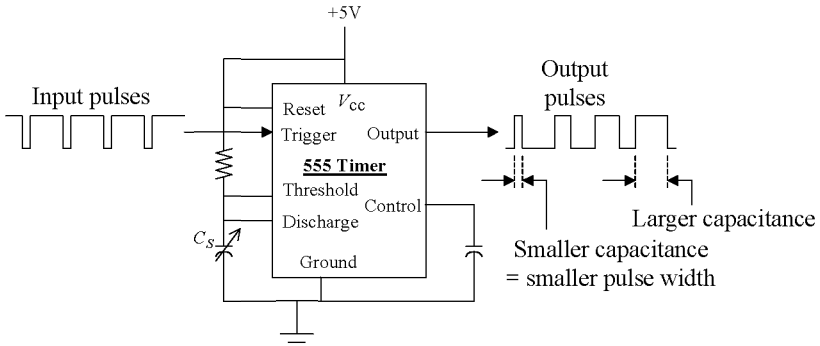 +5V
Input pulses
Output
pulses
Reset
Vcc
Trigger
Output
555 Timer
Threshold
Control
Discharge
Cs
Ground
Larger capacitance
Smaller capacitance
= smaller pulse width